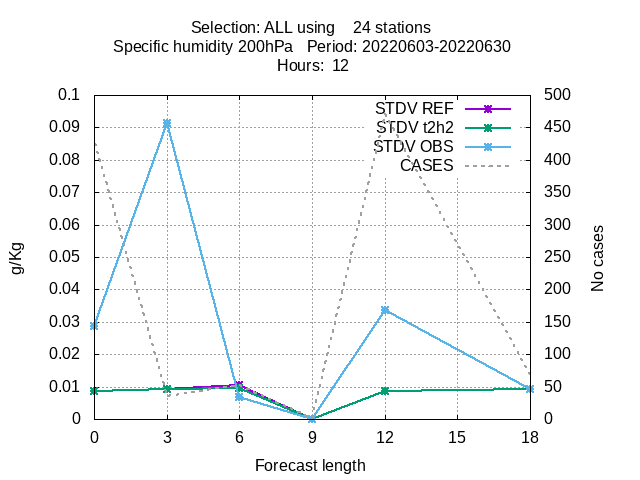 Selection: ALL using    24 stations
Specific humidity 200hPa   Period: 20220603-20220630
Hours:  12
0.1
0.09
0.08
0.07
0.06
0.05
0.04
0.03
0.02
0.01
0
g/Kg
STDV REF
STDV t2h2
STDV OBS
CASES
500
450
400
350
300
250
200
150
100
50
0
No cases
0 3 6 9 12 15 18
Forecast length